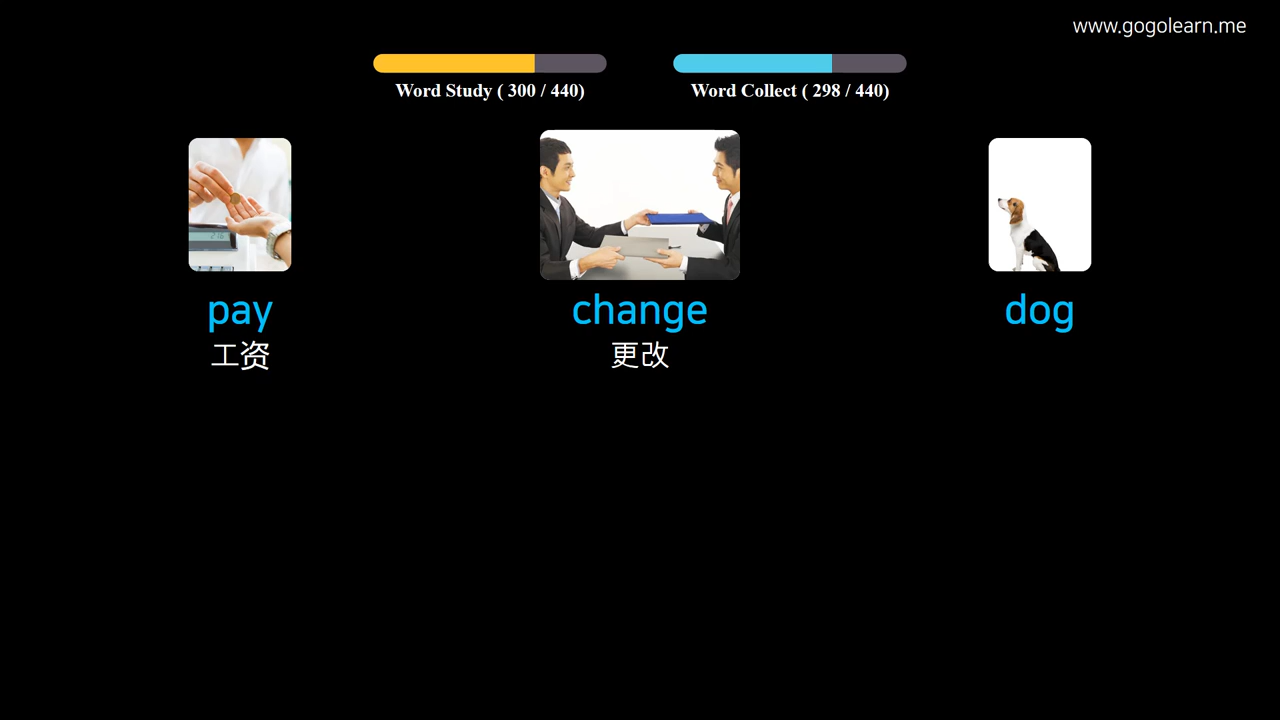 www.gogolearn.me
Word Study ( 300 / 440)
Word Collect ( 298 / 440)
pay
工资
change
更改
dog